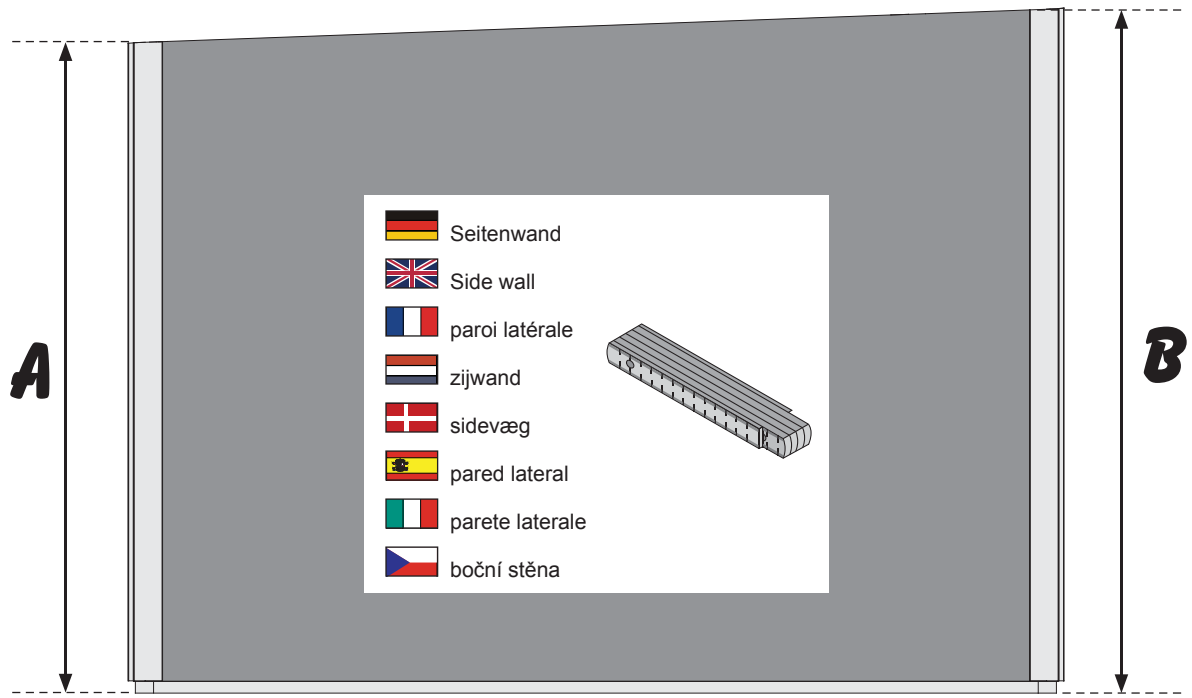 A
B
Seitenwand
Side wall
paroi latérale
zijwand
sidevæg
pared lateral
parete laterale
boční stěna